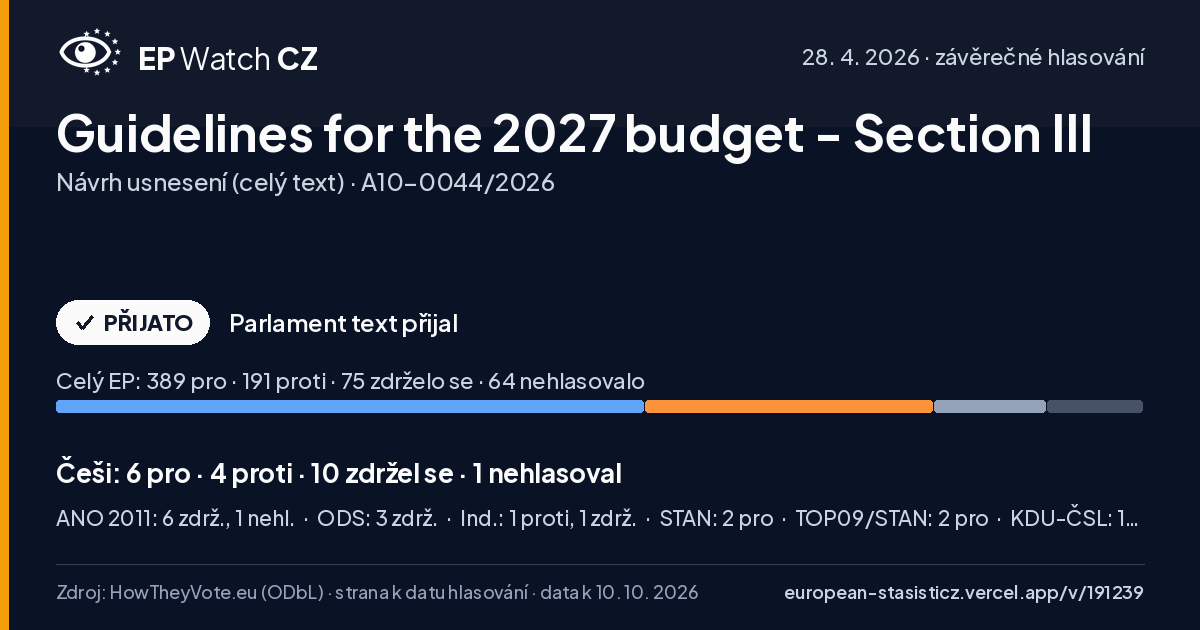 EP Watch CZ
28. 4. 2026 · závěrečné hlasování
Guidelines for the 2027 budget – Section III
Návrh usnesení (celý text) · A10-0044/2026
✓ PŘIJATO Parlament text přijal
Celý EP: 389 pro · 191 proti · 75 zdrželo se · 64 nehlasovalo
Češi: 6 pro · 4 proti · 10 zdržel se · 1 nehlasoval
ANO 2011: 6 zdrž., 1 nehl. · ODS: 3 zdrž. · Ind.: 1 proti, 1 zdrž. · STAN: 2 pro · TOP09/STAN: 2 pro · KDU-ČSL: 1…
Zdroj: HowTheyVote.eu (ODbL) · strana k datu hlasování · data k 10. 10. 2026
european-stasisticz.vercel.app/v/191239